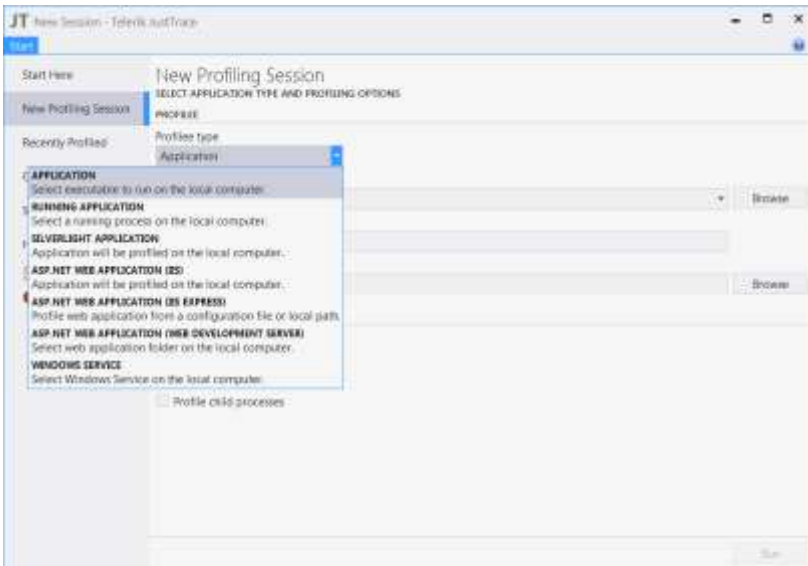 JT New Session - Telerik JustTrace
Start
Start Here
New Profiling Session
Recently Profiled
New Profiling Session
SELECT APPLICATION TYPE AND PROFILING OPTIONS
PROFILEE
Profilee type
Application
APPLICATION
Select executable to run on the local computer.
RUNNING APPLICATION
Select a running process on the local computer.
SILVERLIGHT APPLICATION
Application will be profiled on the local computer.
ASP.NET WEB APPLICATION (IIS)
Application will be profiled on the local computer.
ASP.NET WEB APPLICATION (IIS EXPRESS)
Profile web application from a configuration file or local path.
ASP.NET WEB APPLICATION (WEB DEVELOPMENT SERVER)
Select web application folder on the local computer.
WINDOWS SERVICE
Select Windows Service on the local computer.
Browse
Browse
Profile child processes
Run